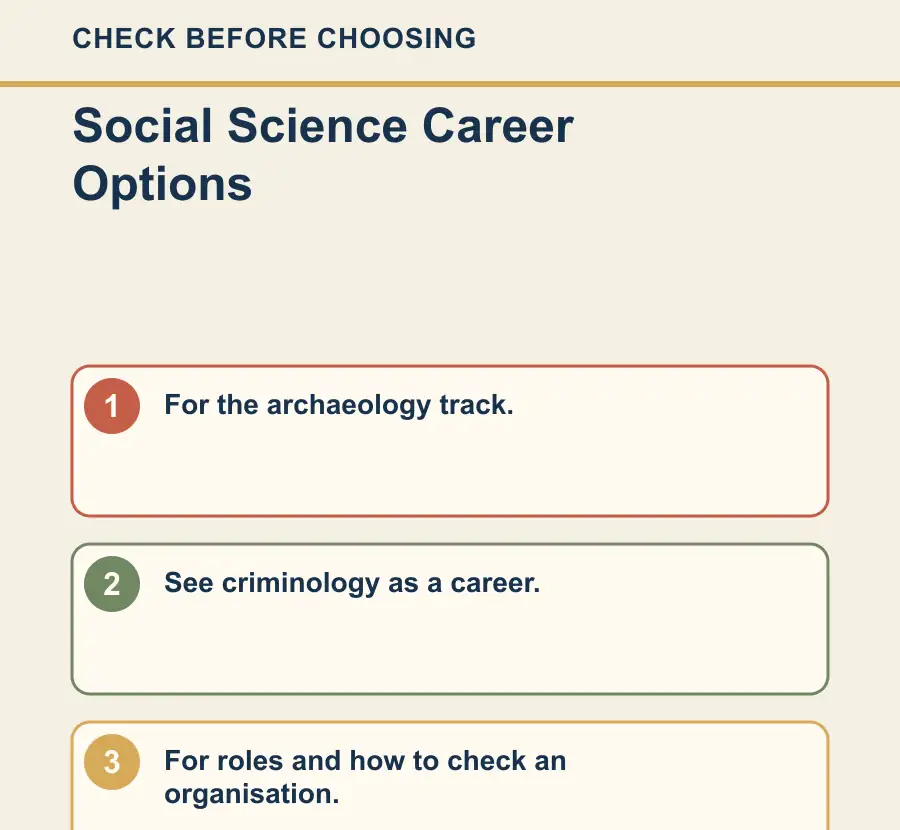 CHECK BEFORE CHOOSING
Social Science Career
Options
1
For the archaeology track.
2
See criminology as a career.
3
For roles and how to check an
organisation.